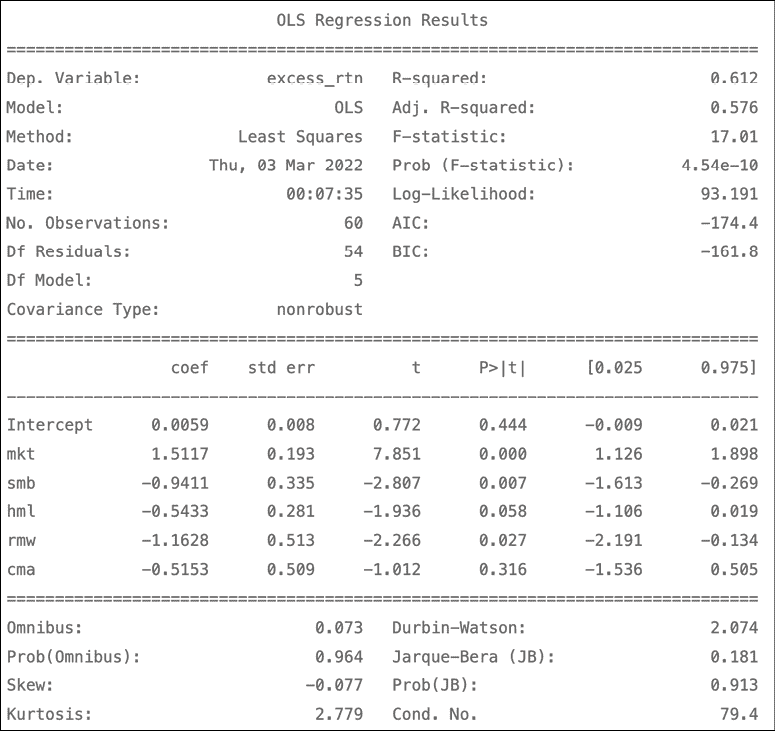 OLS Regression Results
==============================================================================
Dep. Variable:             excess_rtn   R-squared:                       0.612
Model:                            OLS   Adj. R-squared:                  0.576
Method:                 Least Squares   F-statistic:                     17.01
Date:                Thu, 03 Mar 2022   Prob (F-statistic):           4.54e-10
Time:                        00:07:35   Log-Likelihood:                 93.191
No. Observations:                  60   AIC:                            -174.4
Df Residuals:                      54   BIC:                            -161.8
Df Model:                           5
Covariance Type:            nonrobust
==============================================================================
                 coef    std err          t      P>|t|      [0.025      0.975]
------------------------------------------------------------------------------
Intercept      0.0059      0.008      0.772      0.444      -0.009       0.021
mkt            1.5117      0.193      7.851      0.000       1.126       1.898
smb           -0.9411      0.335     -2.807      0.007      -1.613      -0.269
hml           -0.5433      0.281     -1.936      0.058      -1.106       0.019
rmw           -1.1628      0.513     -2.266      0.027      -2.191      -0.134
cma           -0.5153      0.509     -1.012      0.316      -1.536       0.505
==============================================================================
Omnibus:                        0.073   Durbin-Watson:                   2.074
Prob(Omnibus):                  0.964   Jarque-Bera (JB):                0.181
Skew:                          -0.077   Prob(JB):                        0.913
Kurtosis:                       2.779   Cond. No.                         79.4